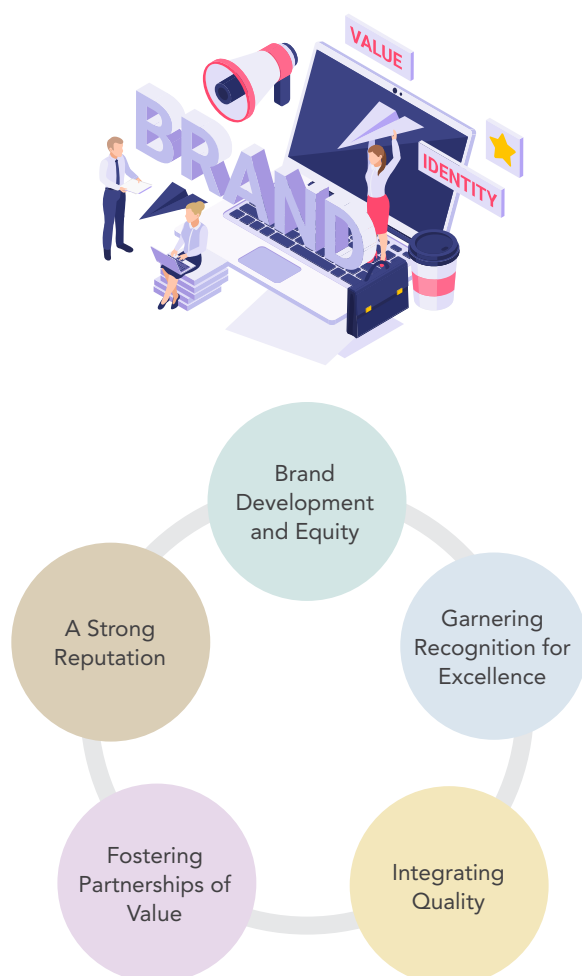 VALUE
BRAND
IDENTITY
Brand
Development
and Equity
Garnering
Recognition for
Excellence
A Strong
Reputation
Fostering
Partnerships of
Value
Integrating
Quality